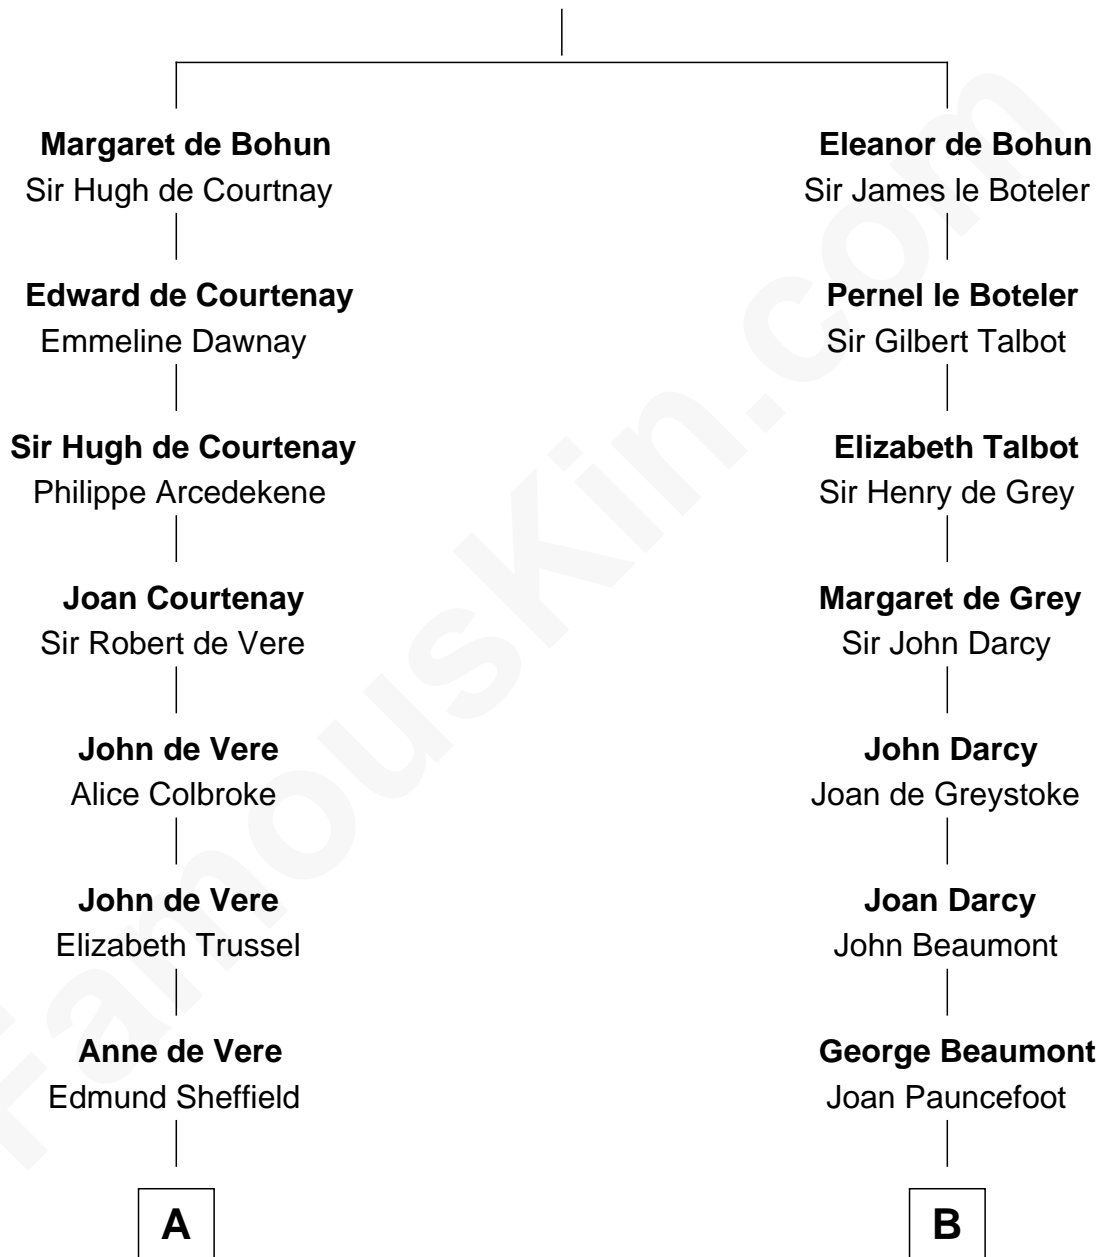 Margaret de Bohun
Sir Hugh de Courtnay
Edward de Courtenay
Emmeline Dawnay
Sir Hugh de Courtenay
Philippe Arcedekene
Joan Courtenay
Sir Robert de Vere
John de Vere
Alice Colbroke
John de Vere
Elizabeth Trussel
Anne de Vere
Edmund Sheffield
A
Eleanor de Bohun
Sir James le Boteler
Pernel le Boteler
Sir Gilbert Talbot
Elizabeth Talbot
Sir Henry de Grey
Margaret de Grey
Sir John Darcy
John Darcy
Joan de Greystoke
Joan Darcy
John Beaumont
George Beaumont
Joan Pauncefoot
B
FamousKin.com